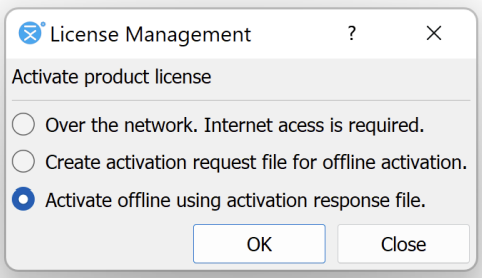 License Management ?
Activate product license
Over the network. Internet acess is required.
Create activation request file for offline activation.
Activate offline using activation response file.
OK Close